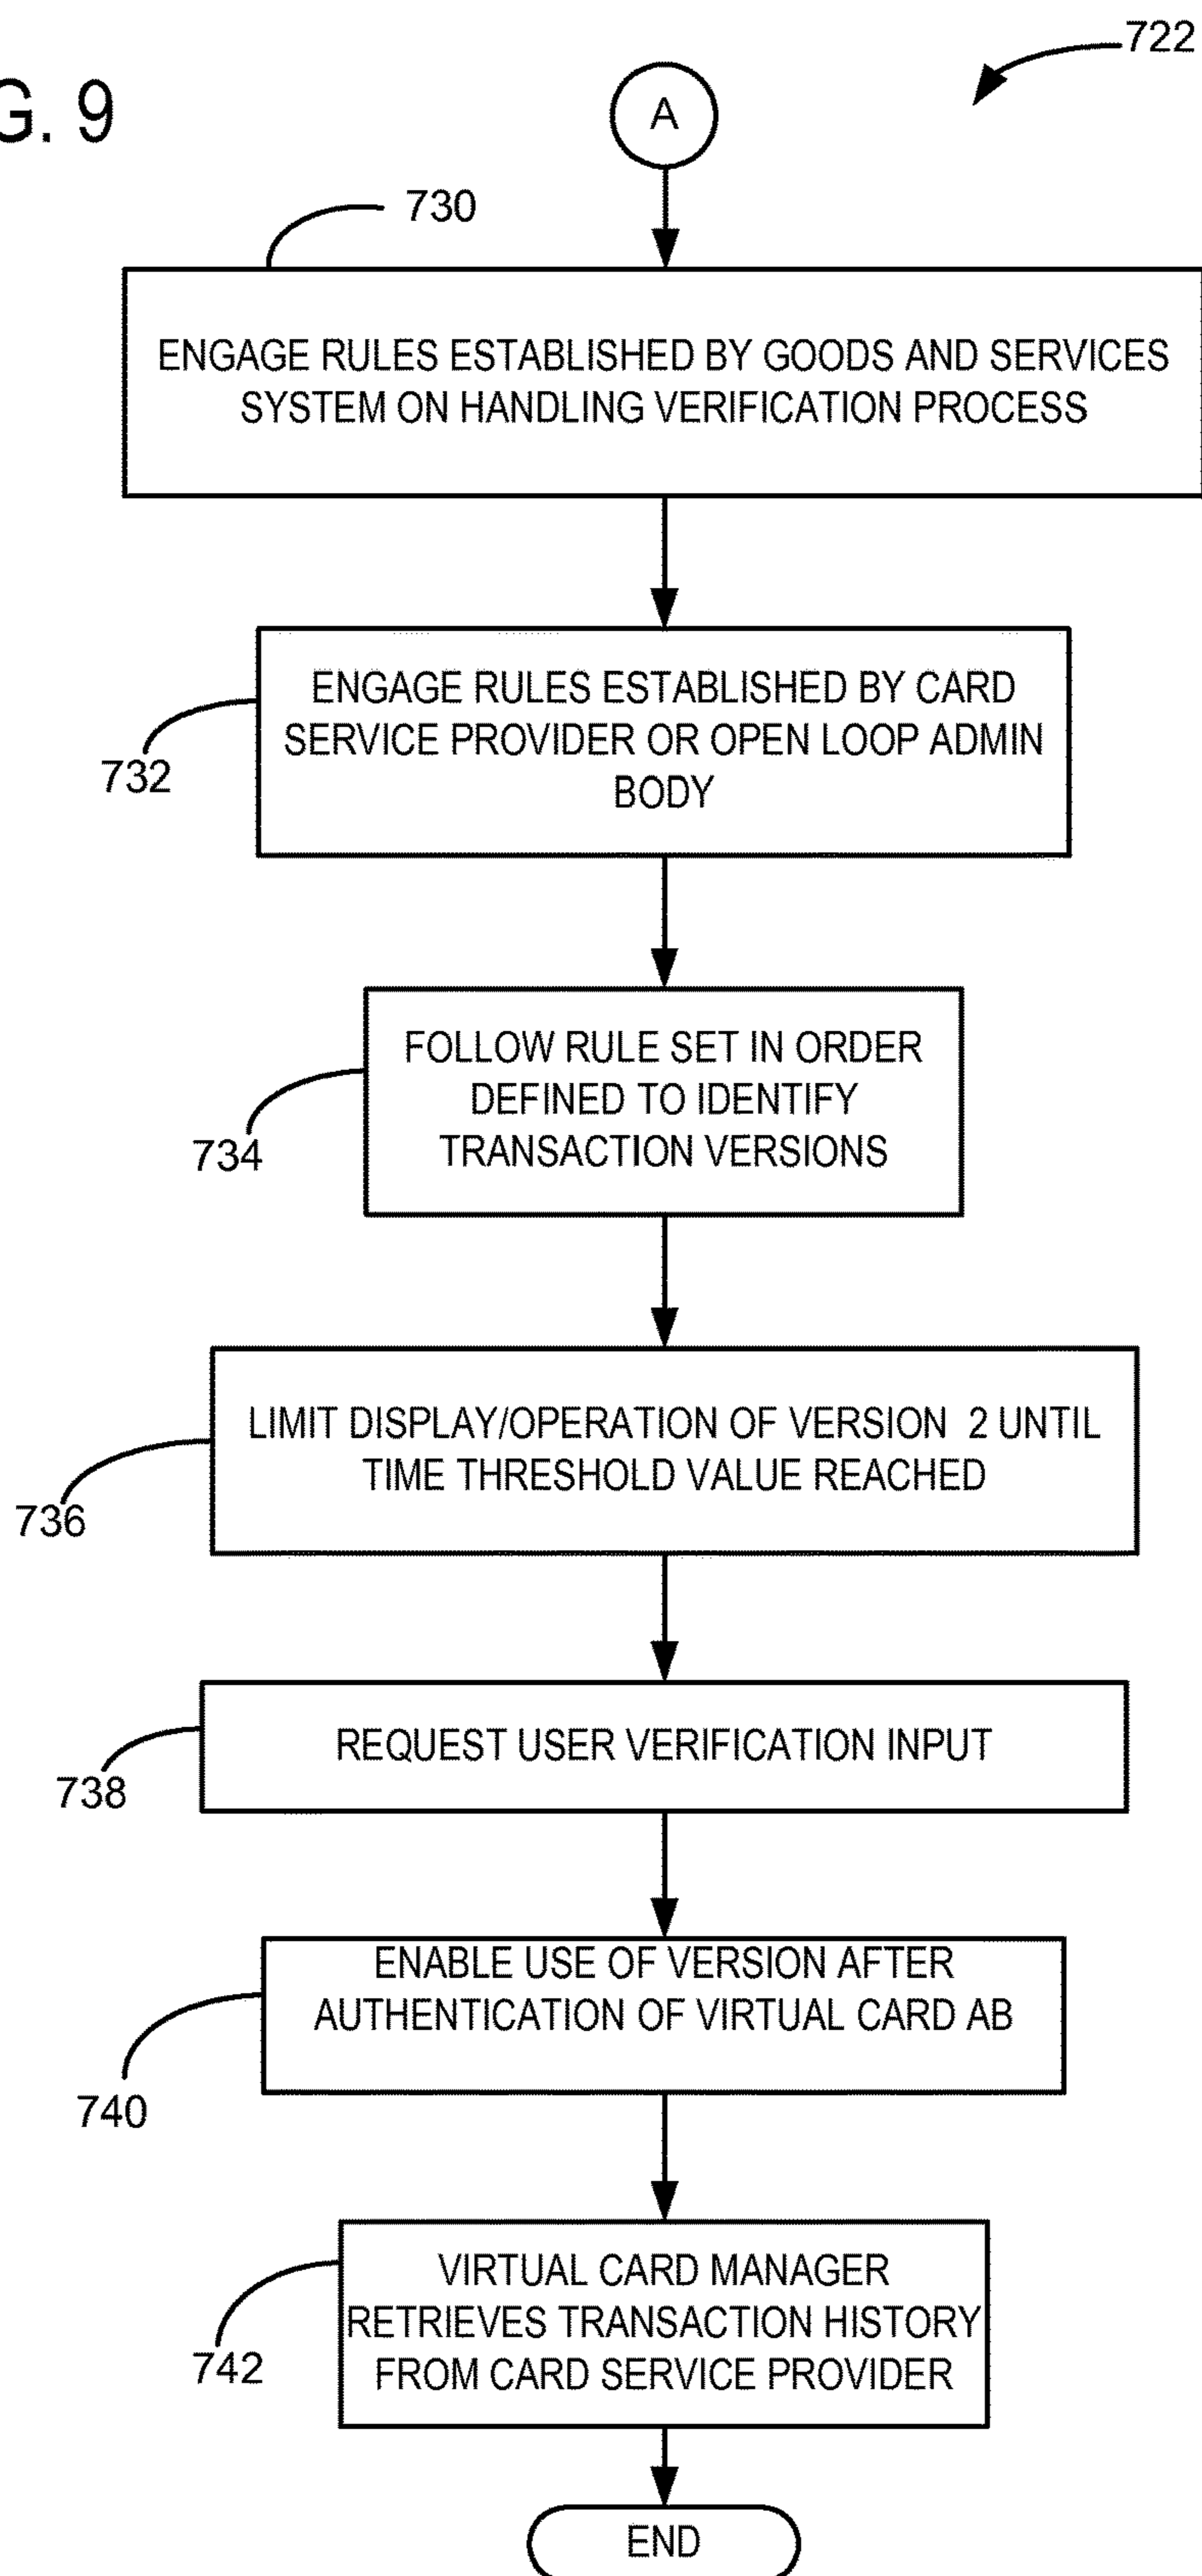 G. 9
722
A
730
ENGAGE RULES ESTABLISHED BY GOODS AND SERVICES
SYSTEM ON HANDLING VERIFICATION PROCESS
ENGAGE RULES ESTABLISHED BY CARD
SERVICE PROVIDER OR OPEN LOOP ADMIN
BODY
732
FOLLOW RULE SET IN ORDER
DEFINED TO IDENTIFY
TRANSACTION VERSIONS
734
LIMIT DISPLAY/OPERATION OF VERSION 2 UNTIL
TIME THRESHOLD VALUE REACHED
736
REQUEST USER VERIFICATION INPUT
738
ENABLE USE OF VERSION AFTER
AUTHENTICATION OF VIRTUAL CARD AB
740
VIRTUAL CARD MANAGER
RETRIEVES TRANSACTION HISTORY
FROM CARD SERVICE PROVIDER
742
END